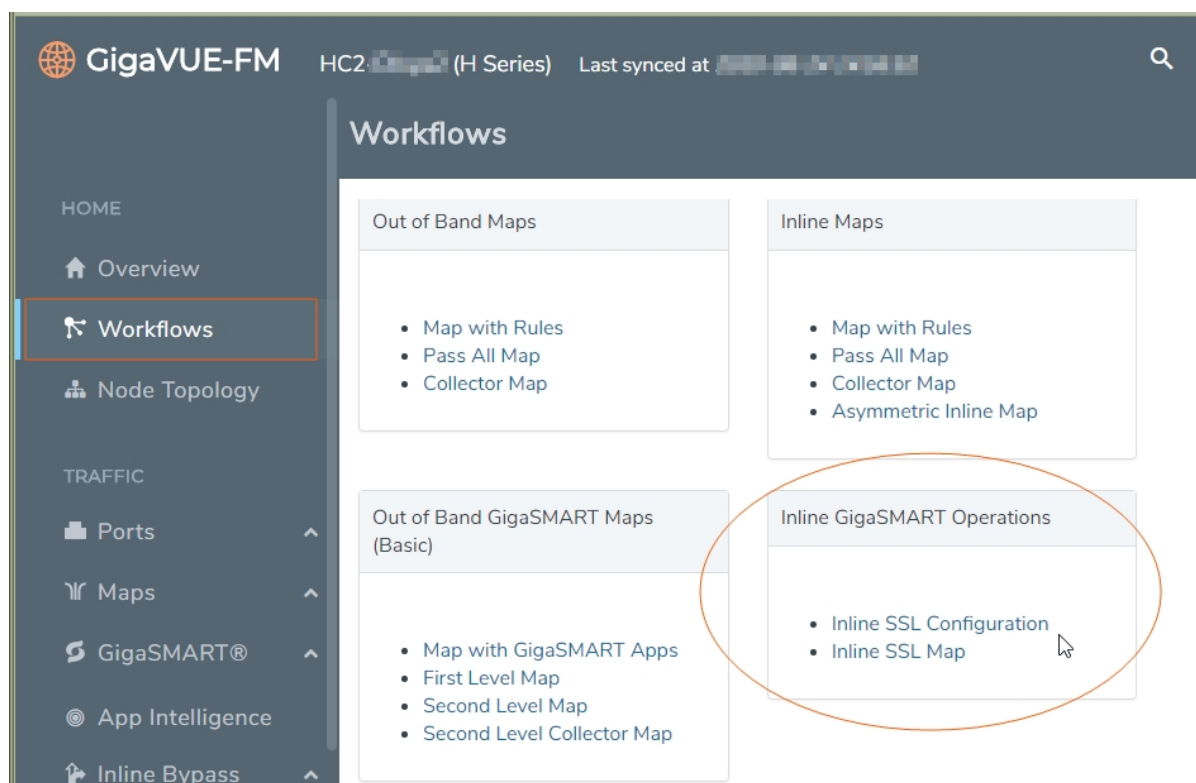 GigaVUE-FM
HC2- (H Series) Last synced at
Workflows
HOME
Overview
Workflows
Node Topology
TRAFFIC
Ports
Maps
GigaSMART®
App Intelligence
Inline Bypass
Out of Band Maps
Map with Rules
Pass All Map
Collector Map
Inline Maps
Map with Rules
Pass All Map
Collector Map
Asymmetric Inline Map
Out of Band GigaSMART Maps
(Basic)
Map with GigaSMART Apps
First Level Map
Second Level Map
Second Level Collector Map
Inline GigaSMART Operations
Inline SSL Configuration
Inline SSL Map